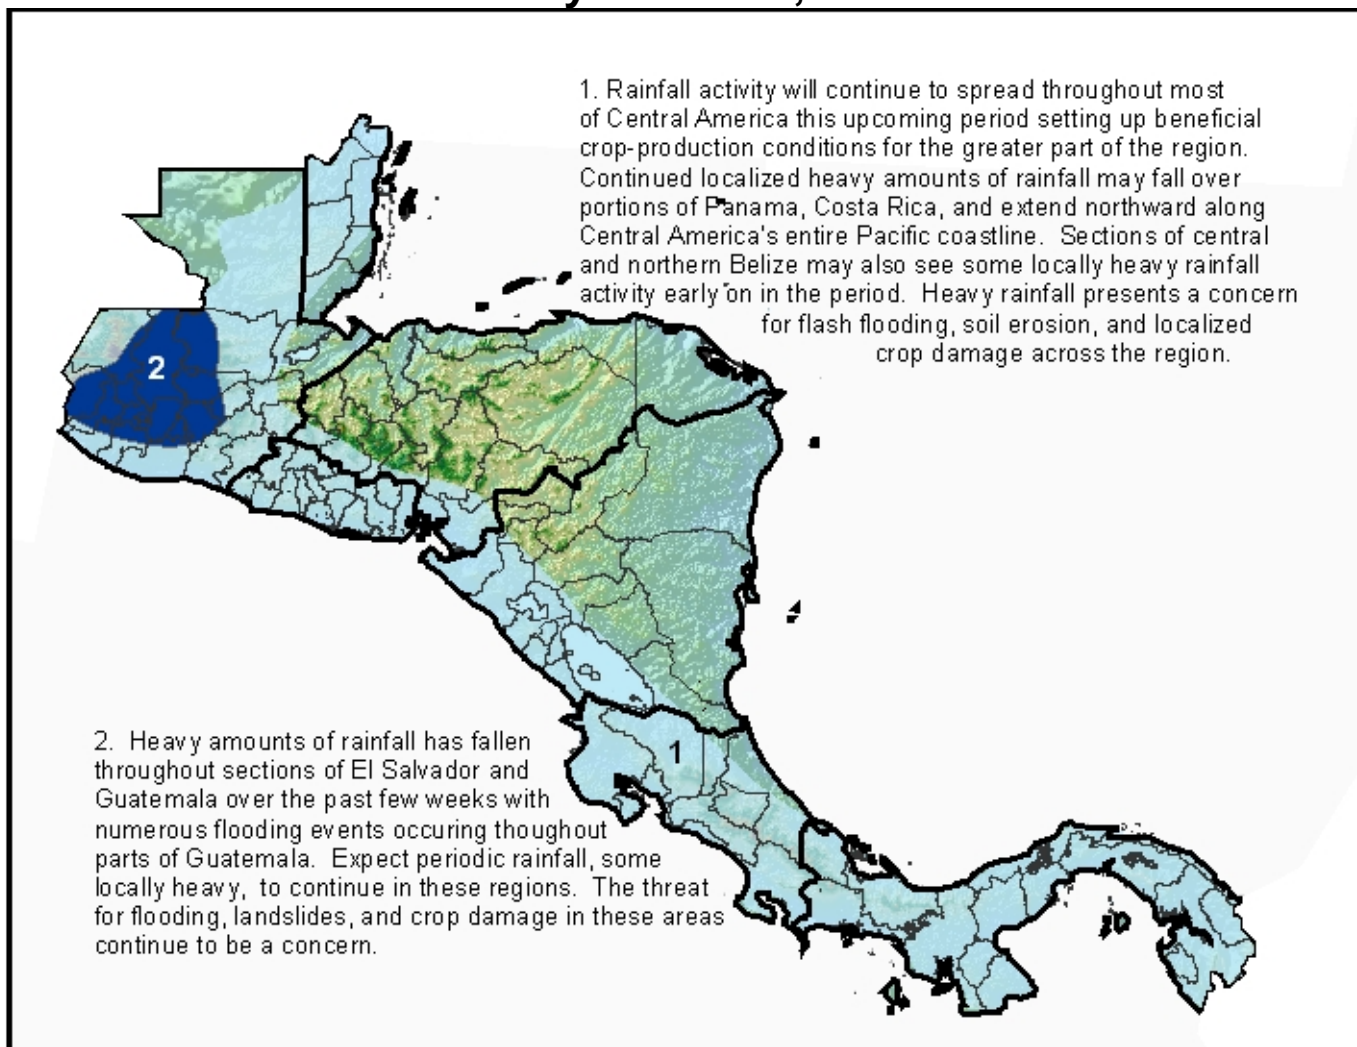 1. Rainfall activity will continue to spread throughout most
of Central America this upcoming period setting up beneficial
crop-production conditions for the greater part of the region.
Continued localized heavy amounts of rainfall may fall over
portions of Panama, Costa Rica, and extend northward along
Central America's entire Pacific coastline.  Sections of central
and northern Belize may also see some locally heavy rainfall
activity early on in the period.  Heavy rainfall presents a concern
for flash flooding, soil erosion, and localized
crop damage across the region.
2
1
2.  Heavy amounts of rainfall has fallen
throughout sections of El Salvador and
Guatemala over the past few weeks with
numerous flooding events occuring thoughout
parts of Guatemala.  Expect periodic rainfall, some
locally heavy,  to continue in these regions.  The threat
for flooding, landslides, and crop damage in these areas
continue to be a concern.